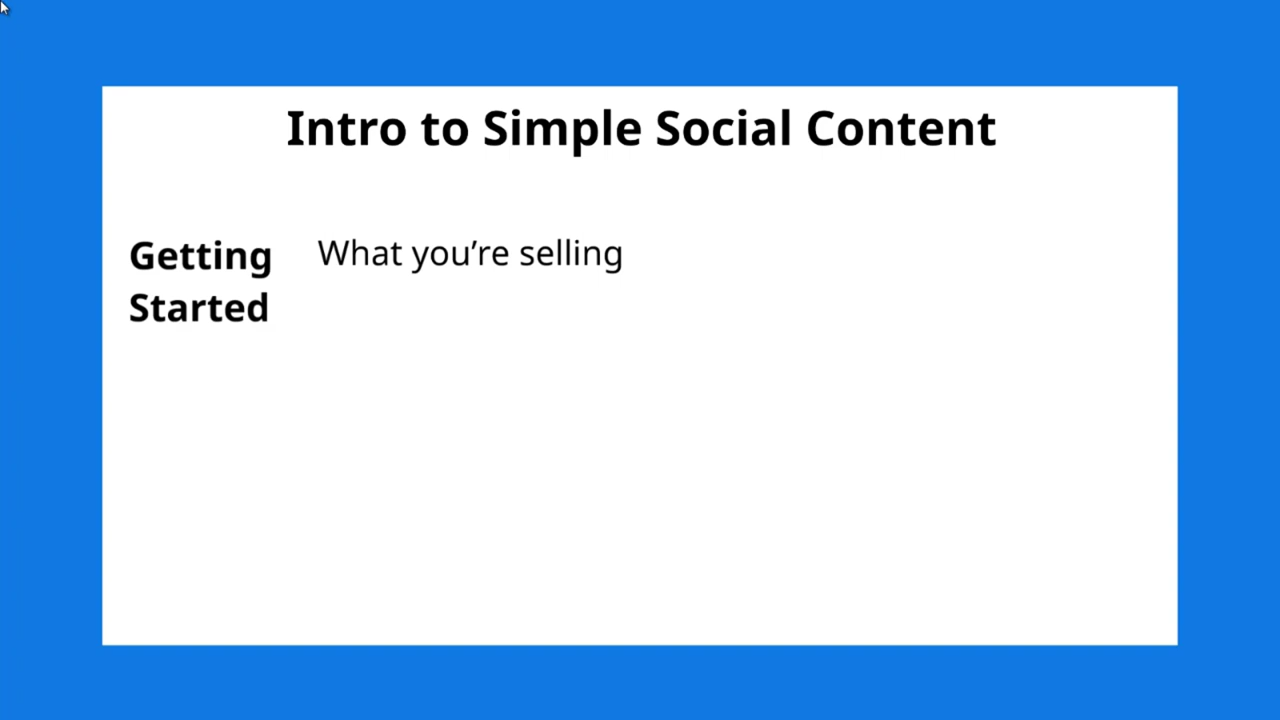 Intro to Simple Social Content
Getting Started
What you’re selling